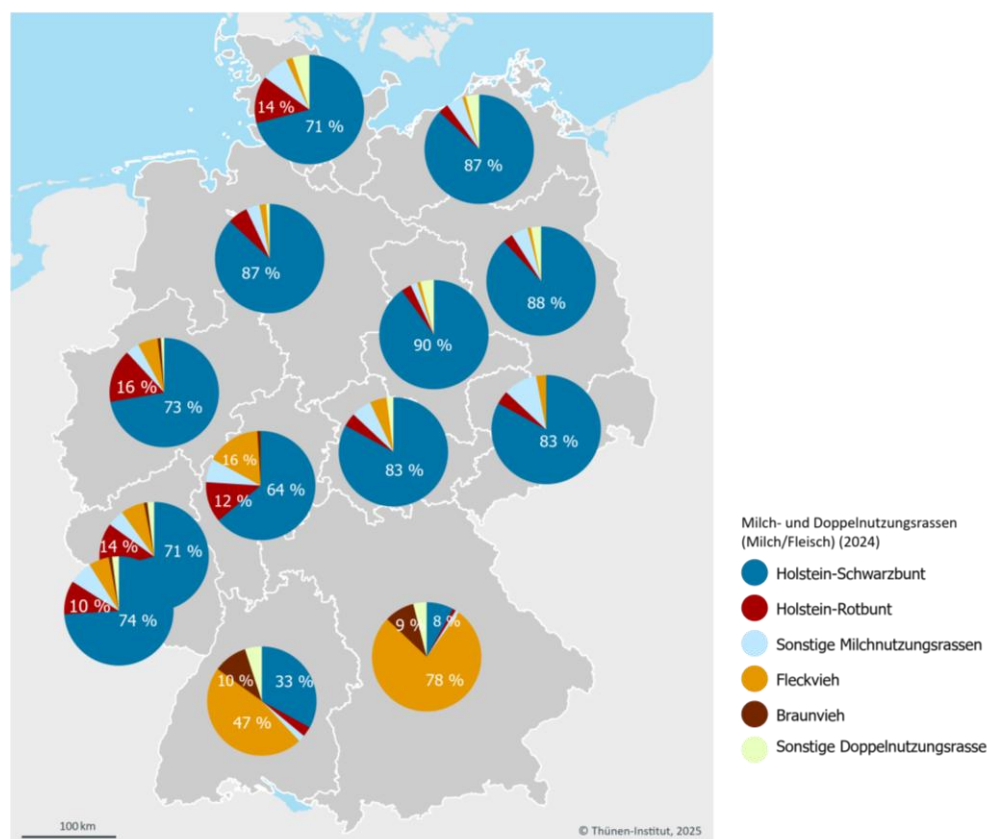 14 %
71 %
87 %
87 %
88 %
90 %
16 %
73 %
83 %
83 %
16 %
12 %
64 %
14 %
71 %
10 %
74 %
9 %
8 %
78 %
10 %
33 %
47 %
Milch- und Doppelnutzungsrassen
(Milch/Fleisch) (2024)
Holstein-Schwarzbunt
Holstein-Rotbunt
Sonstige Milchnutzungsrassen
Fleckvieh
Braunvieh
Sonstige Doppelnutzungsrasse
100 km
© Thünen-Institut, 2025